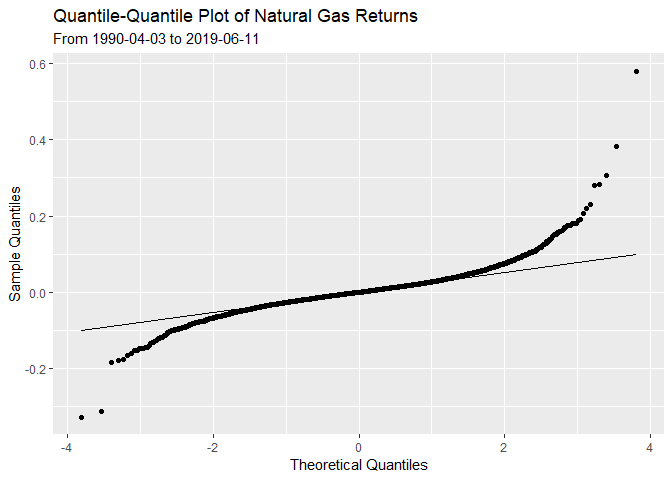 Quantile-Quantile Plot of Natural Gas Returns
From 1990-04-03 to 2019-06-11
Sample Quantiles
0.6
0.4
0.2
0.0
-0.2
-4
-2
0
2
4
Theoretical Quantiles